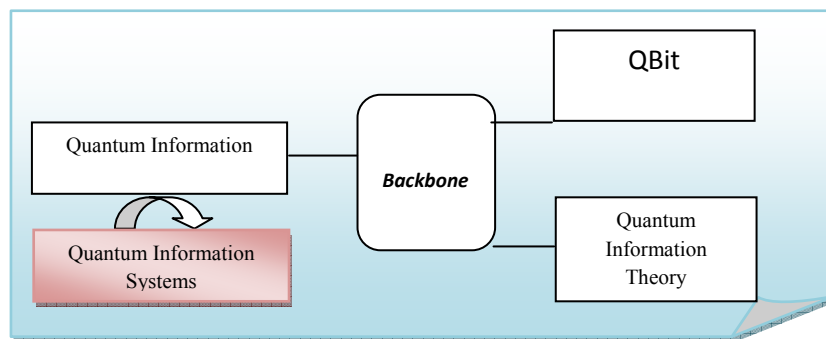 QBit
Quantum Information
Backbone
Quantum Information
Systems
Quantum
Information
Theory